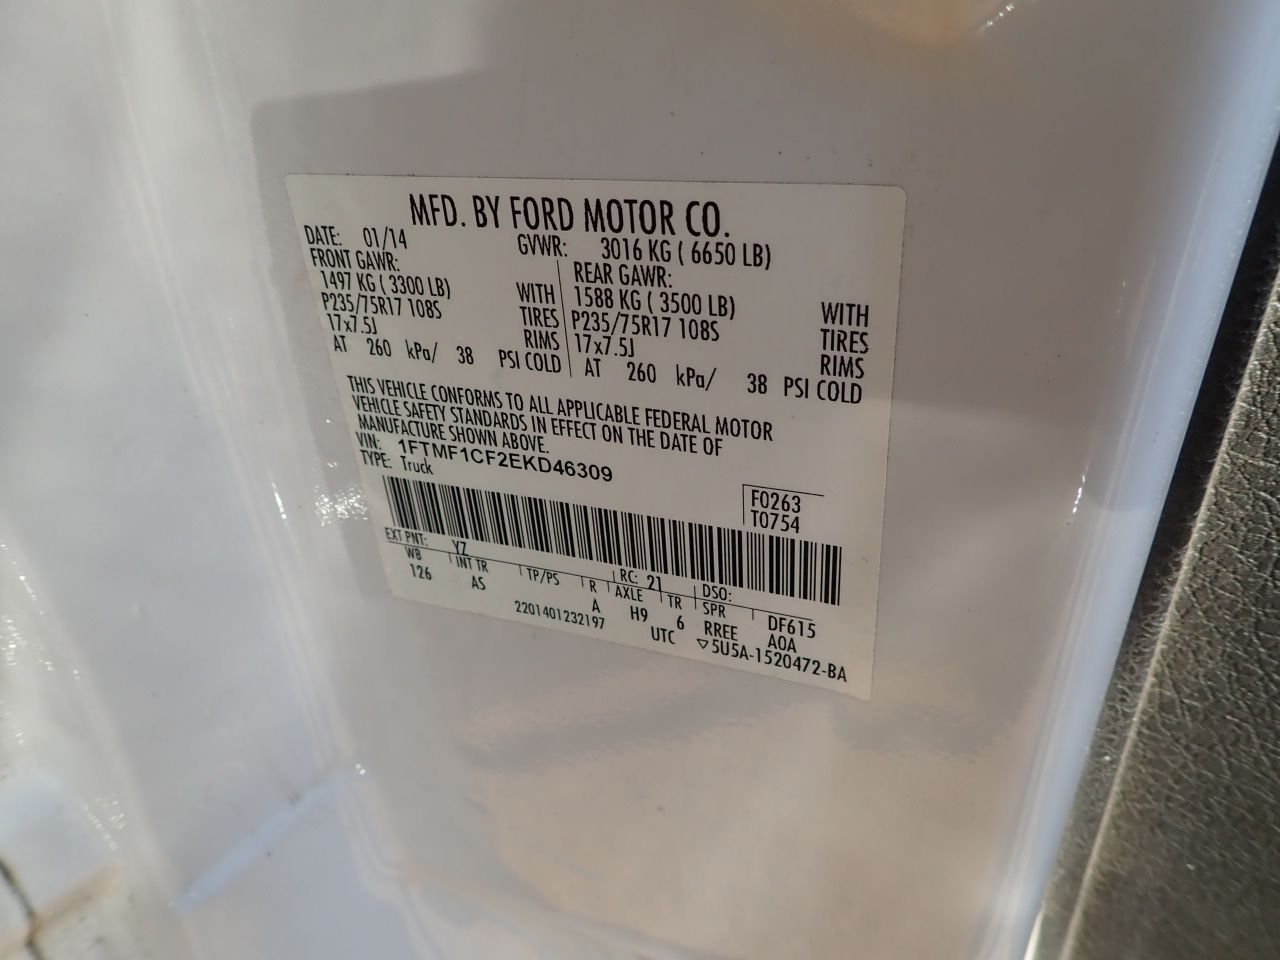 MFD. BY FORD MOTOR CO.
DATE: 01/14 GVWR: 3016 KG ( 6650 LB)
FRONT GAWR: REAR GAWR:
1497 KG ( 3300 LB) WITH 1588 KG ( 3500 LB) WITH
P235/75R17 108S TIRES P235/75R17 108S TIRES
17x7.5J RIMS 17x7.5J RIMS
AT 260 kPa/ 38 PSI COLD AT 260 kPa/ 38 PSI COLD
THIS VEHICLE CONFORMS TO ALL APPLICABLE FEDERAL MOTOR
VEHICLE SAFETY STANDARDS IN EFFECT ON THE DATE OF
MANUFACTURE SHOWN ABOVE.
VIN: 1FTMF1CF2EKD46309
TYPE: Truck
F0263
T0754
EXT PNT: YZ RC: 21 DSO:
WB INT TR TP/PS R AXLE TR SPR DF615
126 AS A H9 6 RREE AOA
2201401232197 UTC ▽5U5A-1520472-BA